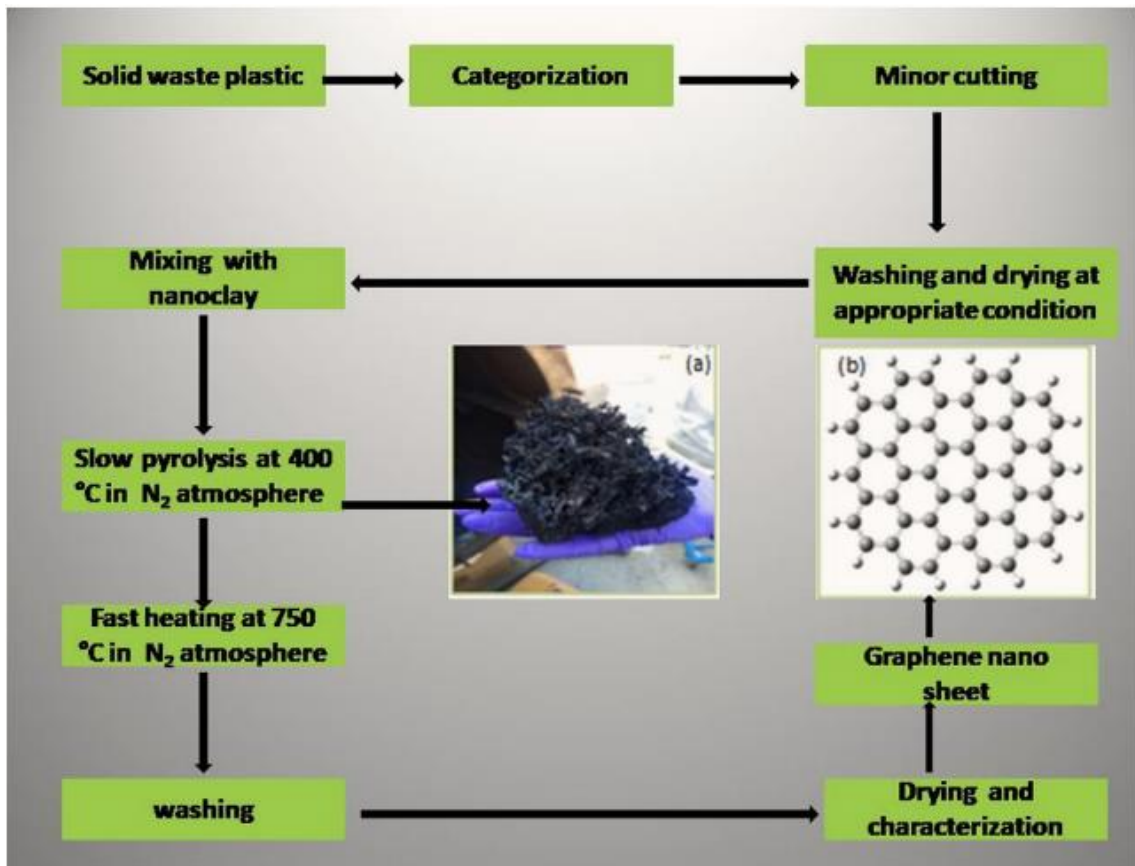 Solid waste plastic
Categorization
Minor cutting
Washing and drying at
appropriate condition
Mixing with
nanoclay
Slow pyrolysis at 400
°C in N₂ atmosphere
(a)
(b)
Fast heating at 750
°C in N₂ atmosphere
washing
Drying and
characterization
Graphene nano
sheet